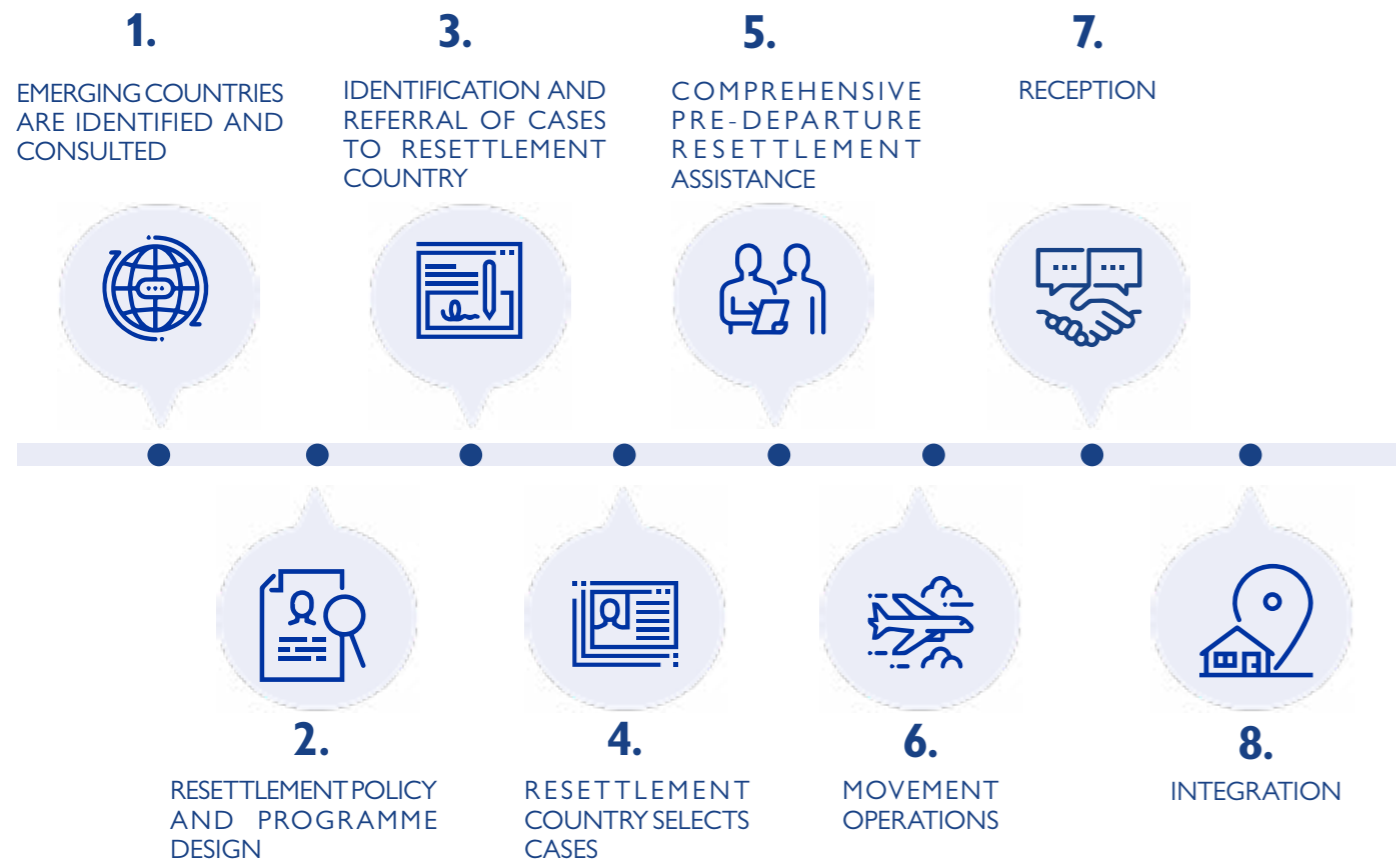 1.
EMERGING COUNTRIES
ARE IDENTIFIED AND
CONSULTED
2.
RESETTLEMENT POLICY
AND PROGRAMME
DESIGN
3.
IDENTIFICATION AND
REFERRAL OF CASES
TO RESETTLEMENT
COUNTRY
4.
RESETTLEMENT
COUNTRY SELECTS
CASES
5.
COMPREHENSIVE
PRE-DEPARTURE
RESETTLEMENT
ASSISTANCE
6.
MOVEMENT
OPERATIONS
7.
RECEPTION
8.
INTEGRATION